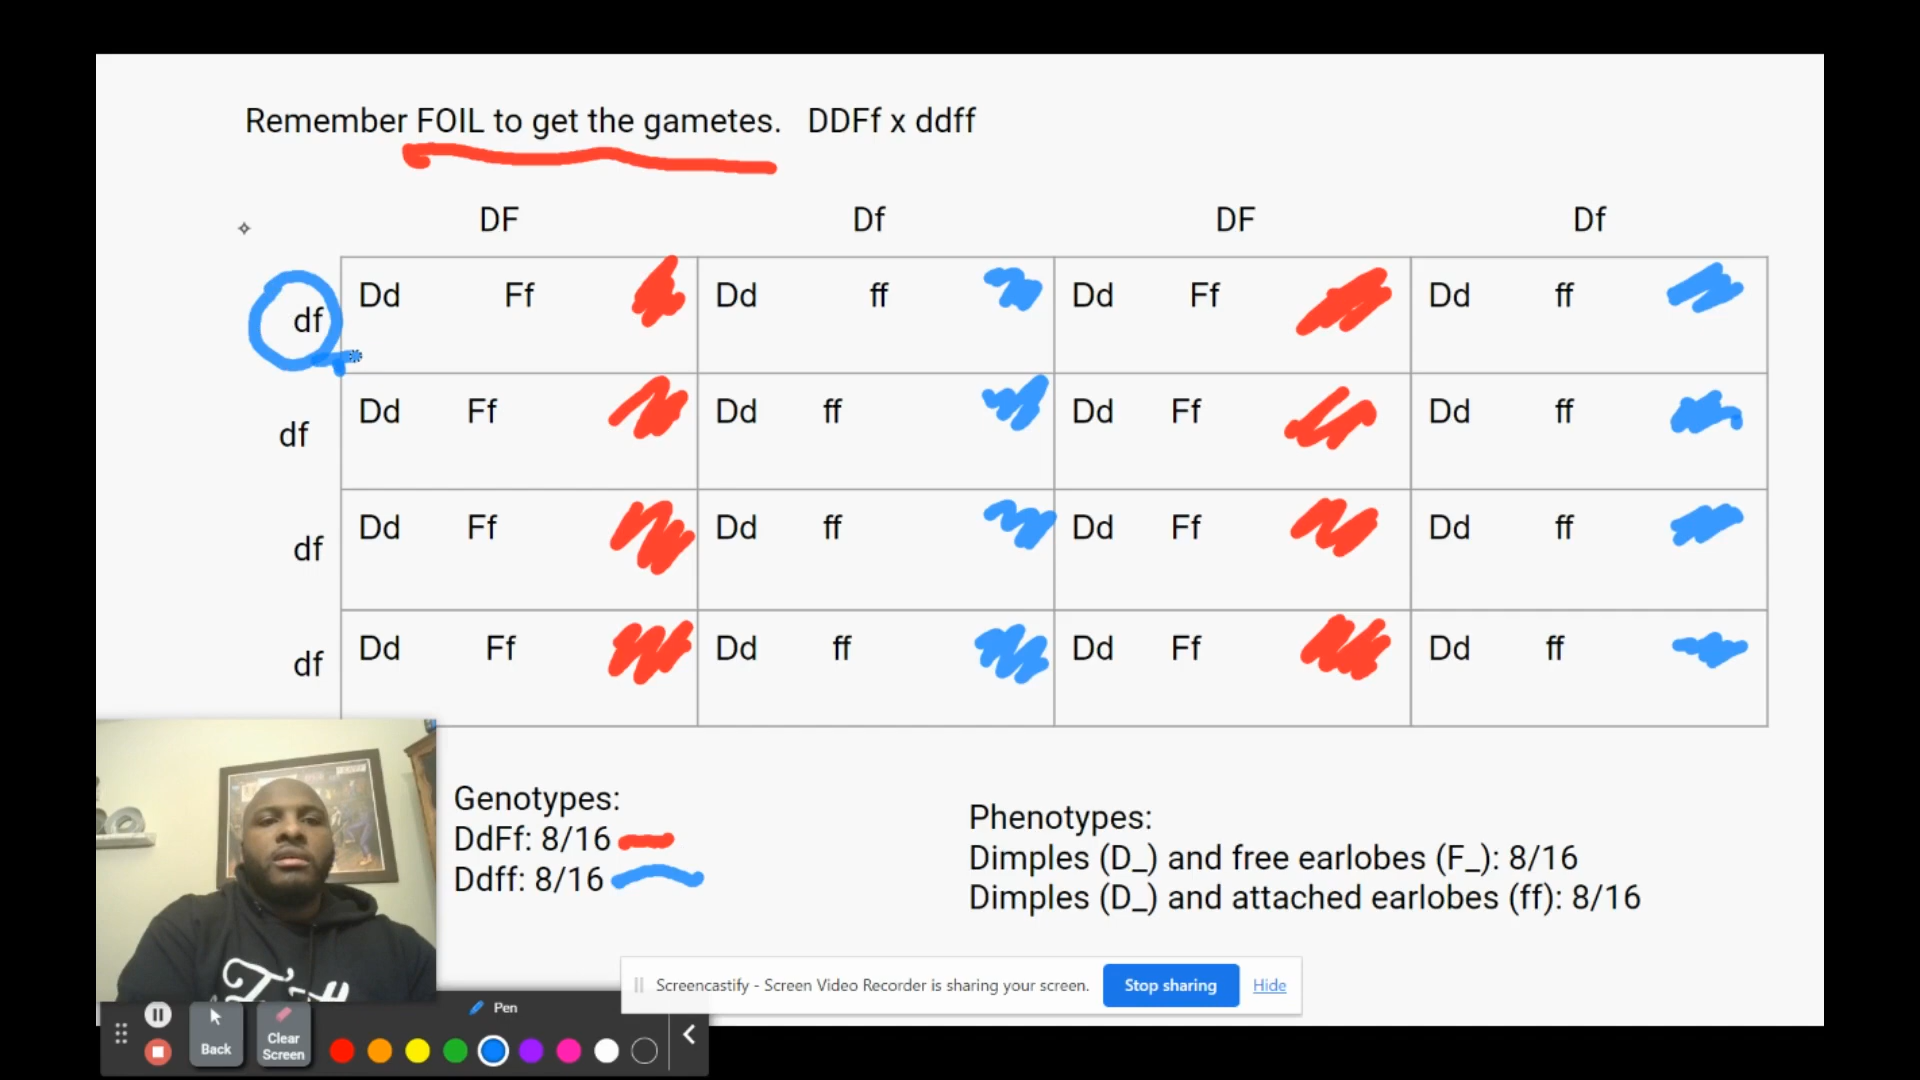 Remember FOIL to get the gametes. DDFf x ddff
DF Df DF Df
df Dd Ff Dd ff Dd Ff Dd ff
df Dd Ff Dd ff Dd Ff Dd ff
df Dd Ff Dd ff Dd Ff Dd ff
df Dd Ff Dd ff Dd Ff Dd ff
Genotypes:
DdFf: 8/16
Ddff: 8/16
Phenotypes:
Dimples (D_) and free earlobes (F_): 8/16
Dimples (D_) and attached earlobes (ff): 8/16
Screencastify - Screen Video Recorder is sharing your screen. Stop sharing Hide
Pen
Back
Clear
Screen